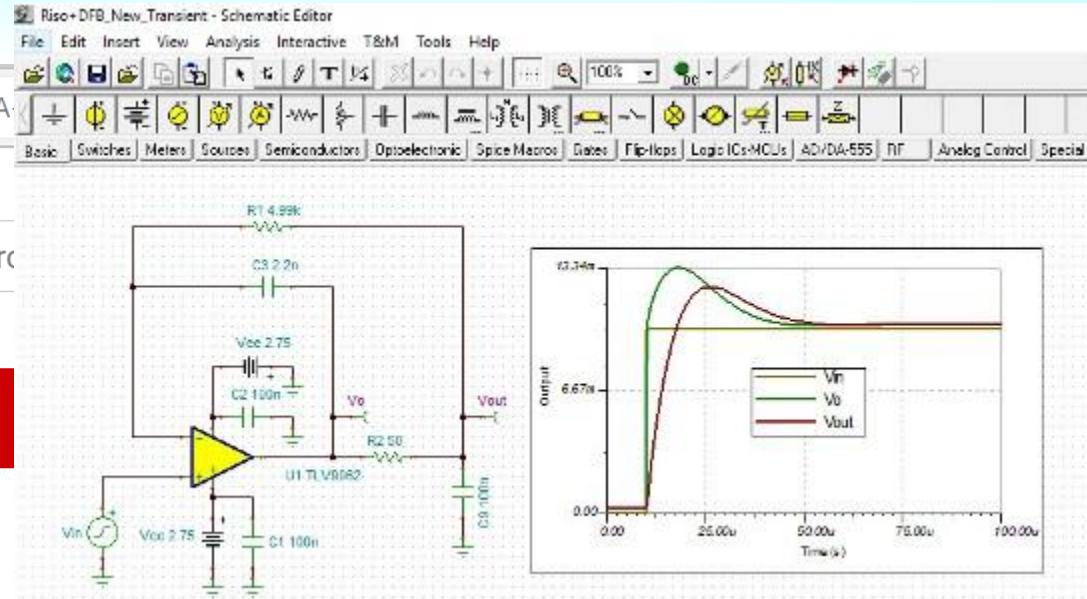 Riso+DFB_New_Transient - Schematic Editor
File Edit Insert View Analysis Interactive T&M Tools Help
100%
DC
Basic Switches Meters Sources Semiconductors Optoelectronic Spice Macros Gates Flip-flops Logic ICs-MCUs AD/DA-555 RF Analog Control Special
R1 4.99k
C3 2.2n
Vee 2.75
C2 100n
Vo
Vout
R2 50
U1 TLV9062
Vin
Vcc 2.75
C1 100n
100n
13.34m
6.67m
0.00
Output
Vin
Vo
Vout
0.00 25.00u 50.00u 75.00u 100.00u
Time (s)